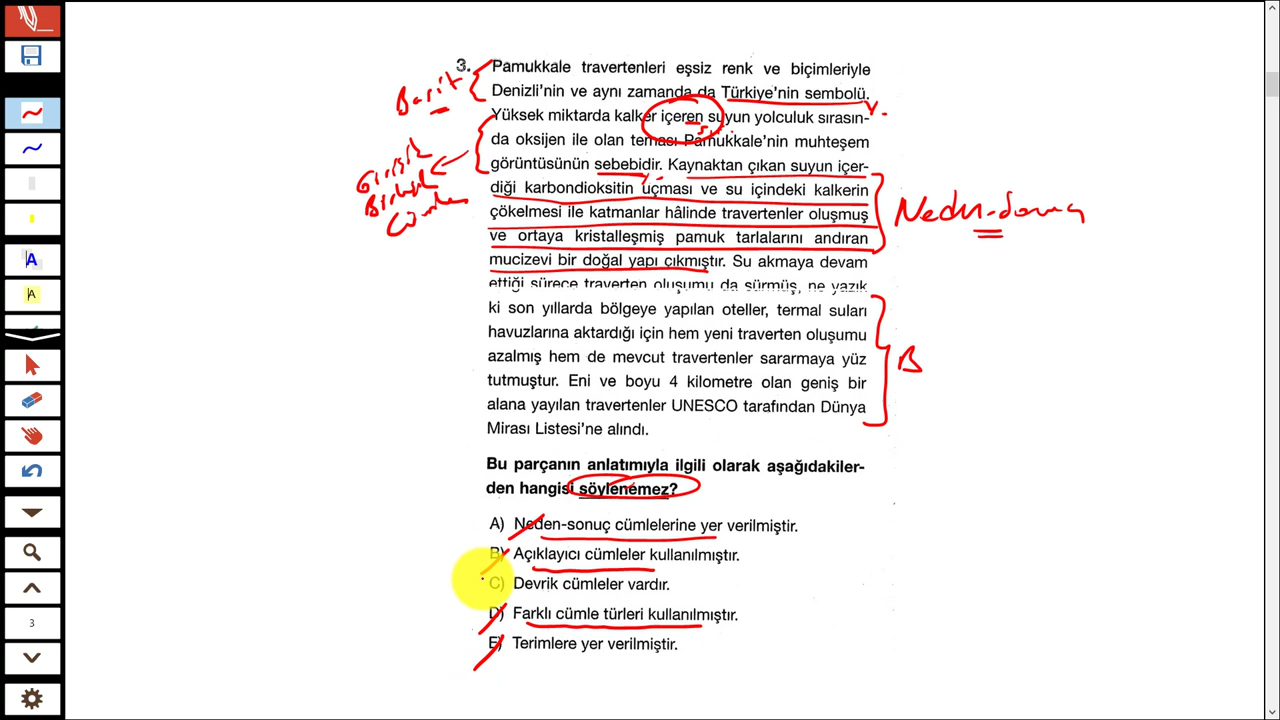 3. Pamukkale travertenleri eşsiz renk ve biçimleriyle
Denizli'nin ve aynı zamanda da Türkiye'nin sembolü.
Yüksek miktarda kalker içeren suyun yolculuk sırasın-
da oksijen ile olan teması Pamukkale'nin muhteşem
görüntüsünün sebebidir. Kaynaktan çıkan suyun içer-
diği karbondioksitin uçması ve su içindeki kalkerin
çökelmesi ile katmanlar hâlinde travertenler oluşmuş
ve ortaya kristalleşmiş pamuk tarlalarını andıran
mucizevi bir doğal yapı çıkmıştır. Su akmaya devam
ettiği sürece traverten oluşumu da sürmüş, ne yazık
ki son yıllarda bölgeye yapılan oteller, termal suları
havuzlarına aktardığı için hem yeni traverten oluşumu
azalmış hem de mevcut travertenler sararmaya yüz
tutmuştur. Eni ve boyu 4 kilometre olan geniş bir
alana yayılan travertenler UNESCO tarafından Dünya
Mirası Listesi'ne alındı.
Bu parçanın anlatımıyla ilgili olarak aşağıdakiler-
den hangisi söylenemez?
A) Neden-sonuç cümlelerine yer verilmiştir.
B) Açıklayıcı cümleler kullanılmıştır.
C) Devrik cümleler vardır.
D) Farklı cümle türleri kullanılmıştır.
E) Terimlere yer verilmiştir.
Basit
Girişik
Birleşik
Cümle
Neden-sonuç
B
A
A
3